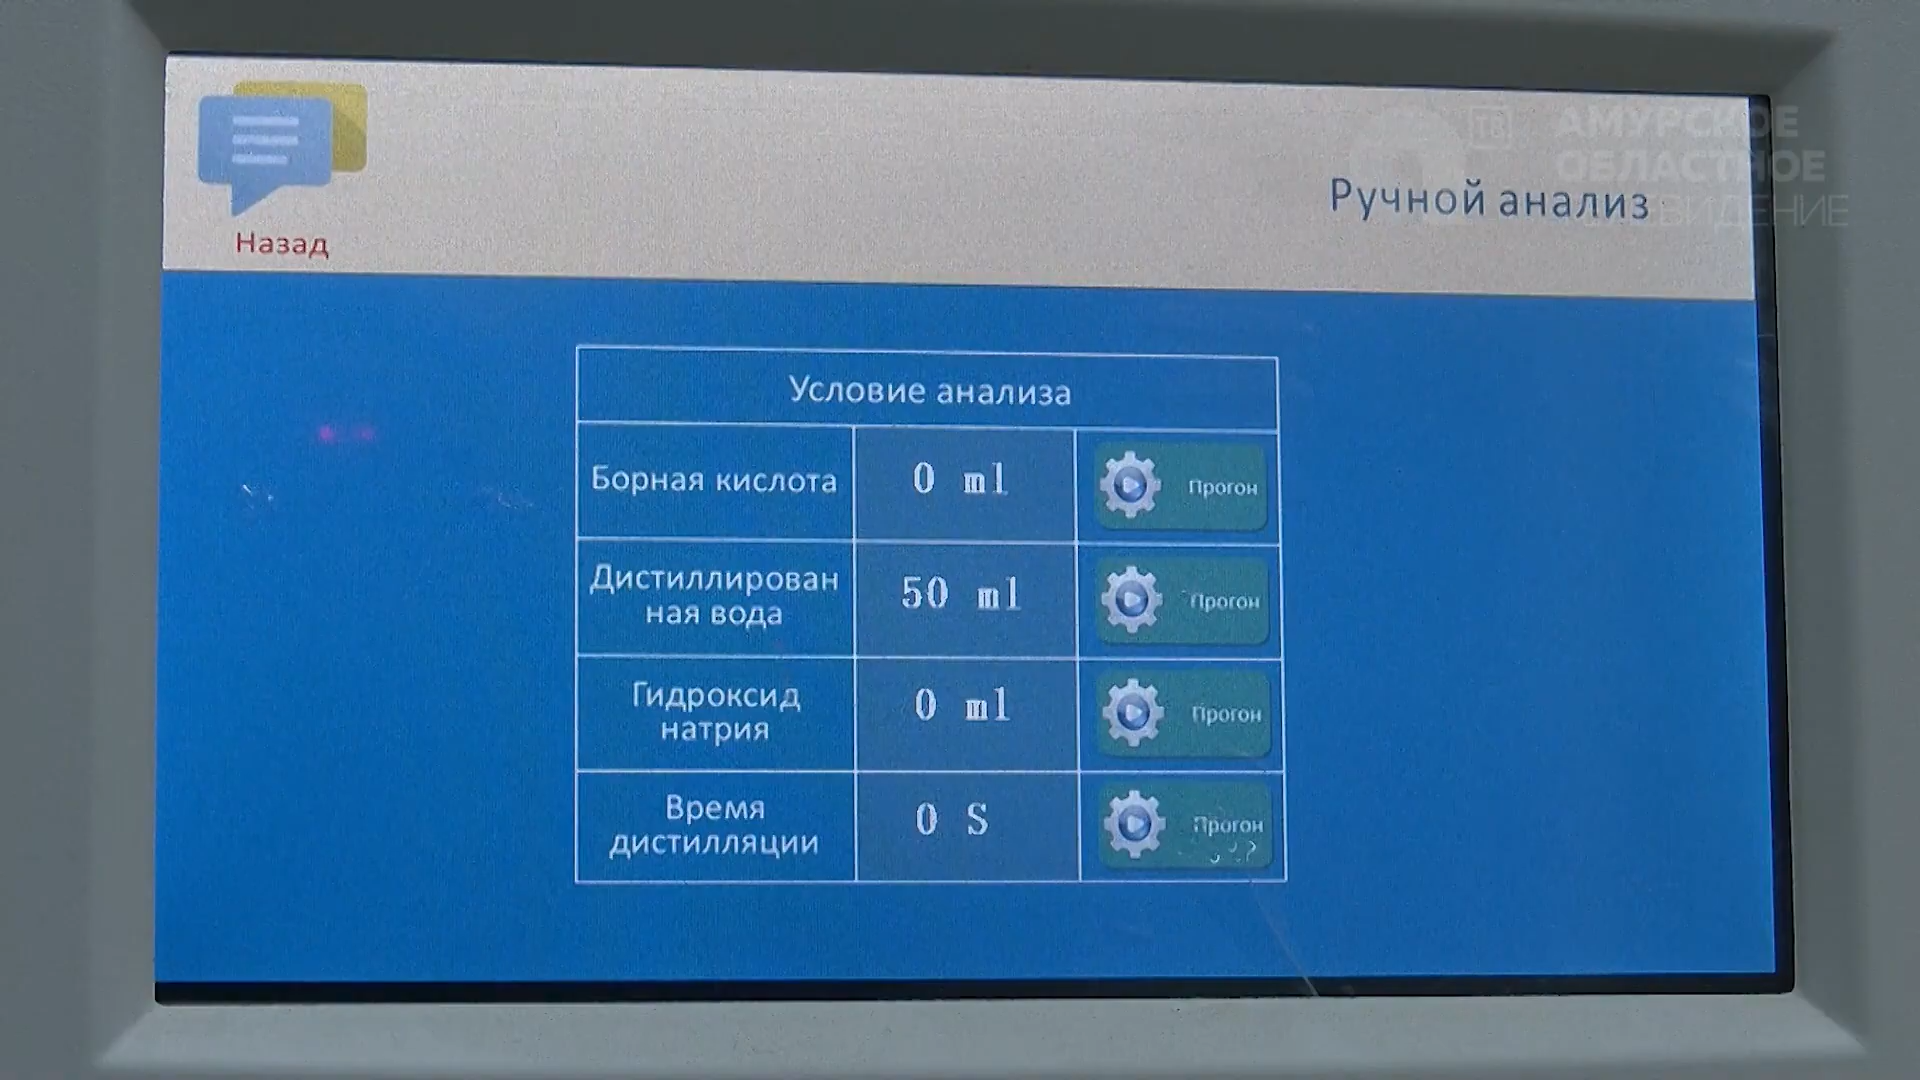 ТВ
АМУРСКОЕ
ОБЛАСТНОЕ
Ручной анализ
Назад
Условие анализа
Борная кислота
0 ml
Прогон
Дистиллирован
ная вода
50 ml
Прогон
Гидроксид
натрия
0 ml
Прогон
Время
дистилляции
0 S
Прогон